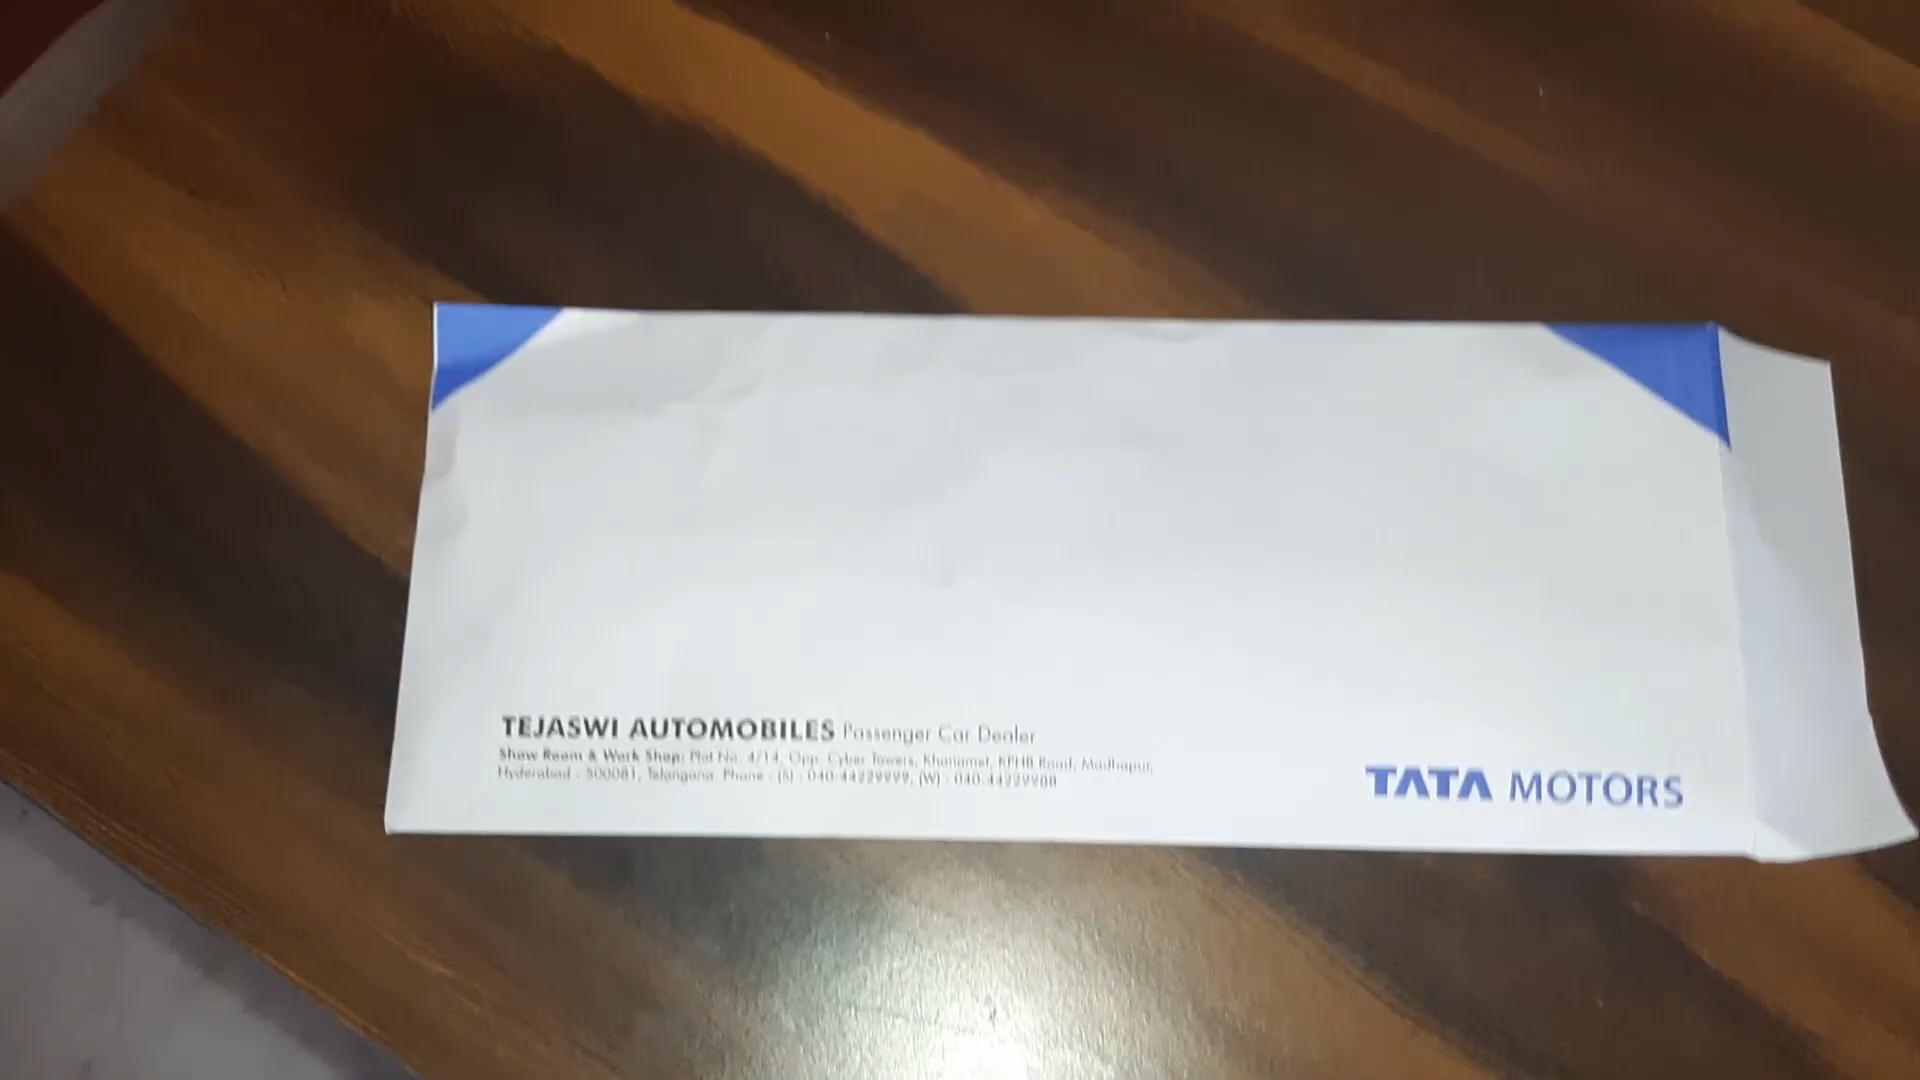 TEJASWI AUTOMOBILES Passenger Car Dealer
Show Room & Work Shop: Plot No. 4/14, Opp. Cyber Towers, Khanamet, KPHB Road, Madhapur,
Hyderabad - 500081, Telangana. Phone : (S) : 040-44229999, (W) : 040-44229988
TATA MOTORS